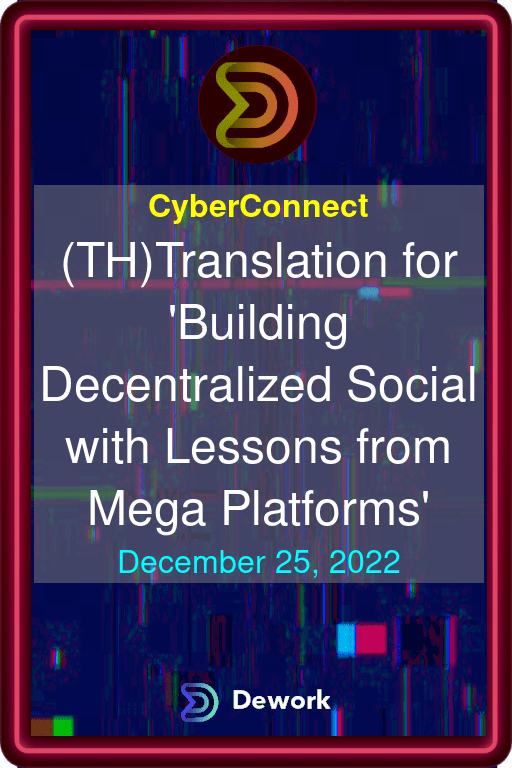 CyberConnect
(TH)Translation for
'Building
Decentralized Social
with Lessons from
Mega Platforms'
December 25, 2022
Dework